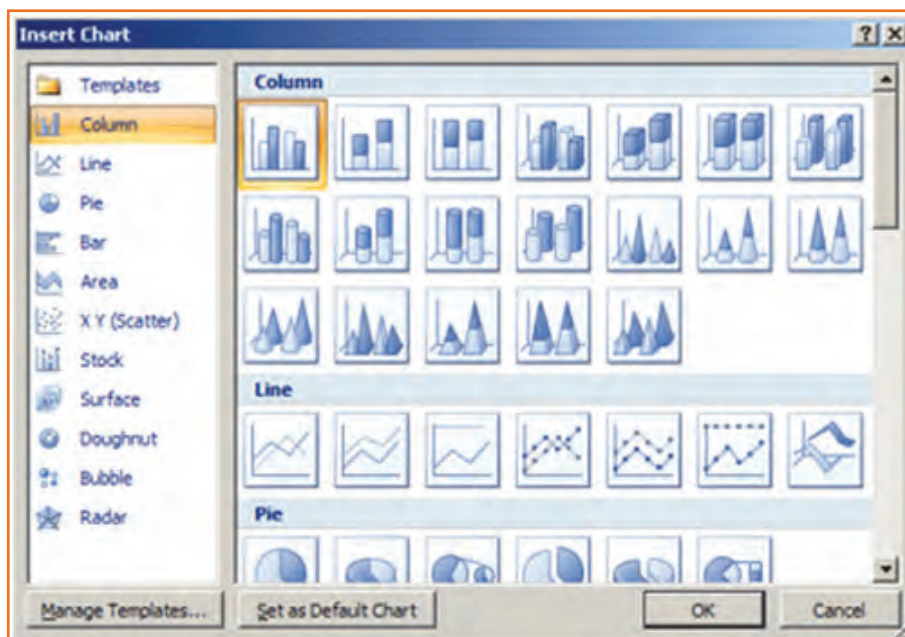 Insert Chart
Templates
Column
Line
Pie
Bar
Area
X Y (Scatter)
Stock
Surface
Doughnut
Bubble
Radar
Column
Line
Pie
Manage Templates...
Set as Default Chart
OK
Cancel